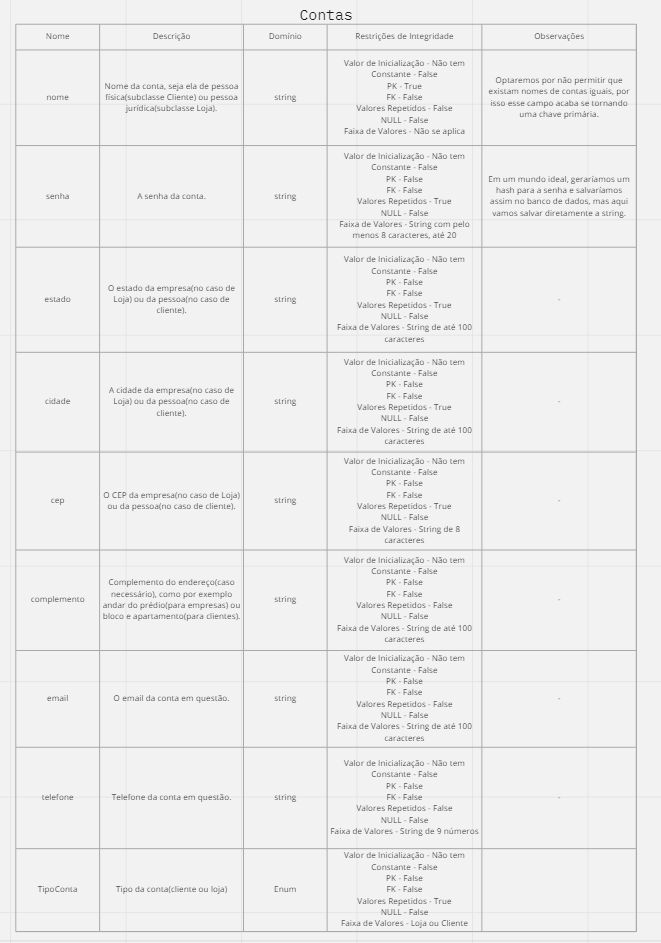 Contas
Nome
Descrição
Domínio
Restrições de Integridade
Observações
nome
Nome da conta, seja ela de pessoa
física(subclasse Cliente) ou pessoa
jurídica(subclasse Loja).
string
Valor de Inicialização - Não tem
Constante - False
PK - True
FK - False
Valores Repetidos - False
NULL - False
Faixa de Valores - Não se aplica
Optaremos por não permitir que
existam nomes de contas iguais, por
isso esse campo acaba se tornando
uma chave primária.
senha
A senha da conta.
string
Valor de Inicialização - Não tem
Constante - False
PK - False
FK - False
Valores Repetidos - True
NULL - False
Faixa de Valores - String com pelo
menos 8 caracteres, até 20
Em um mundo ideal, geraríamos um
hash para a senha e salvaríamos
assim no banco de dados, mas aqui
vamos salvar diretamente a string.
estado
O estado da empresa(no caso de
Loja) ou da pessoa(no caso de
cliente).
string
Valor de Inicialização - Não tem
Constante - False
PK - False
FK - False
Valores Repetidos - True
NULL - False
Faixa de Valores - String de até 100
caracteres
-
cidade
A cidade da empresa(no caso de
Loja) ou da pessoa(no caso de
cliente).
string
Valor de Inicialização - Não tem
Constante - False
PK - False
FK - False
Valores Repetidos - True
NULL - False
Faixa de Valores - String de até 100
caracteres
-
cep
O CEP da empresa(no caso de Loja)
ou da pessoa(no caso de cliente).
string
Valor de Inicialização - Não tem
Constante - False
PK - False
FK - False
Valores Repetidos - True
NULL - False
Faixa de Valores - String de 8
caracteres
-
complemento
Complemento do endereço(caso
necessário), como por exemplo
andar do prédio(para empresas) ou
bloco e apartamento(para clientes).
string
Valor de Inicialização - Não tem
Constante - False
PK - False
FK - False
Valores Repetidos - False
NULL - False
Faixa de Valores - String de até 100
caracteres
-
email
O email da conta em questão.
string
Valor de Inicialização - Não tem
Constante - False
PK - False
FK - False
Valores Repetidos - False
NULL - False
Faixa de Valores - String de até 100
caracteres
-
telefone
Telefone da conta em questão.
string
Valor de Inicialização - Não tem
Constante - False
PK - False
FK - False
Valores Repetidos - False
NULL - False
Faixa de Valores - String de 9 números
-
TipoConta
Tipo da conta(cliente ou loja)
Enum
Valor de Inicialização - Não tem
Constante - False
PK - False
FK - False
Valores Repetidos - True
NULL - False
Faixa de Valores - Loja ou Cliente